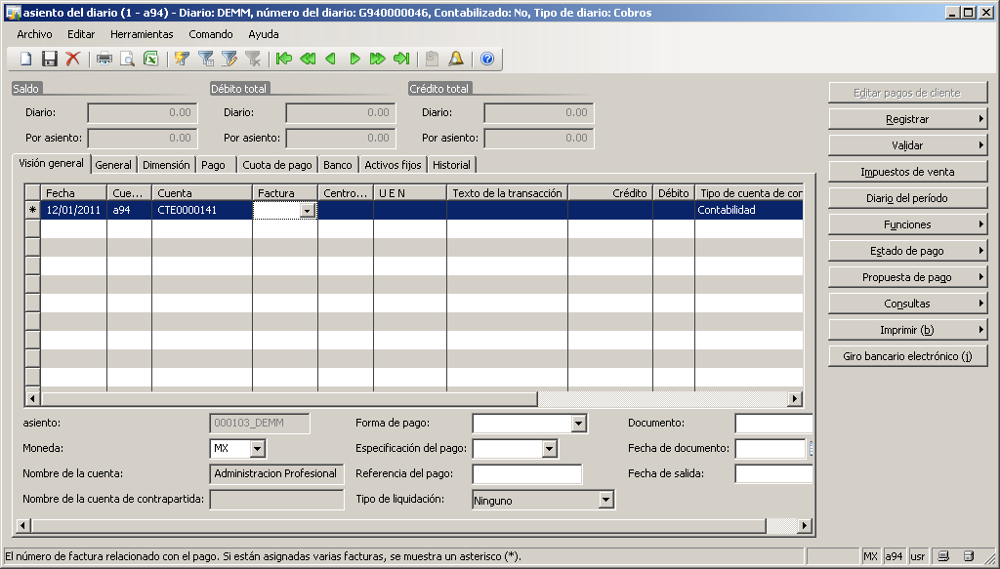 asiento del diario (1 - a94) - Diario: DEMM, número del diario: G940000046, Contabilizado: No, Tipo de diario: Cobros
Archivo Editar Herramientas Comando Ayuda
Saldo Débito total Crédito total
Diario: 0.00 Diario: 0.00 Diario: 0.00
Por asiento: 0.00 Por asiento: 0.00 Por asiento: 0.00
Visión general General Dimensión Pago Cuota de pago Banco Activos fijos Historial
Fecha Cue... Cuenta Factura Centro... U E N Texto de la transacción Crédito Débito Tipo de cuenta de con
* 12/01/2011 a94 CTE0000141 Contabilidad
asiento: 000103_DEMM Forma de pago: Documento:
Moneda: MX Especificación del pago: Fecha de documento:
Nombre de la cuenta: Administracion Profesional Referencia del pago: Fecha de salida:
Nombre de la cuenta de contrapartida: Tipo de liquidación: Ninguno
Editar pagos de cliente
Registrar
Validar
Impuestos de venta
Diario del período
Funciones
Estado de pago
Propuesta de pago
Consultas
Imprimir (b)
Giro bancario electrónico (j)
El número de factura relacionado con el pago. Si están asignadas varias facturas, se muestra un asterisco (*). MX a94 usr